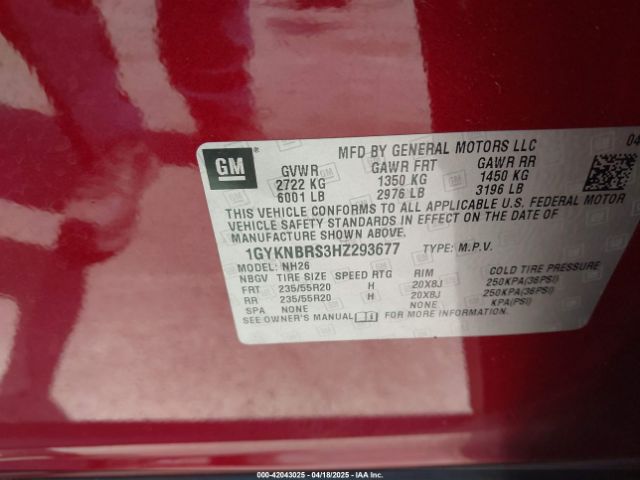 GM
MFD BY GENERAL MOTORS LLC 04
GVWR GAWR FRT GAWR RR
2722 KG 1350 KG 1450 KG
6001 LB 2976 LB 3196 LB
THIS VEHICLE CONFORMS TO ALL APPLICABLE U.S. FEDERAL MOTOR
VEHICLE SAFETY STANDARDS IN EFFECT ON THE DATE OF
MANUFACTURE SHOWN ABOVE.
1GYKNBRS3HZ293677 TYPE: M.P.V.
MODEL: NH26
NBGV TIRE SIZE SPEED RTG RIM COLD TIRE PRESSURE
FRT 235/55R20 H 20X8J 250KPA(36PSI)
RR 235/55R20 H 20X8J 250KPA(36PSI)
SPA NONE NONE KPA(PSI)
SEE OWNER'S MANUAL FOR MORE INFORMATION.
000-42043025 - 04/18/2025 - IAAI.COM